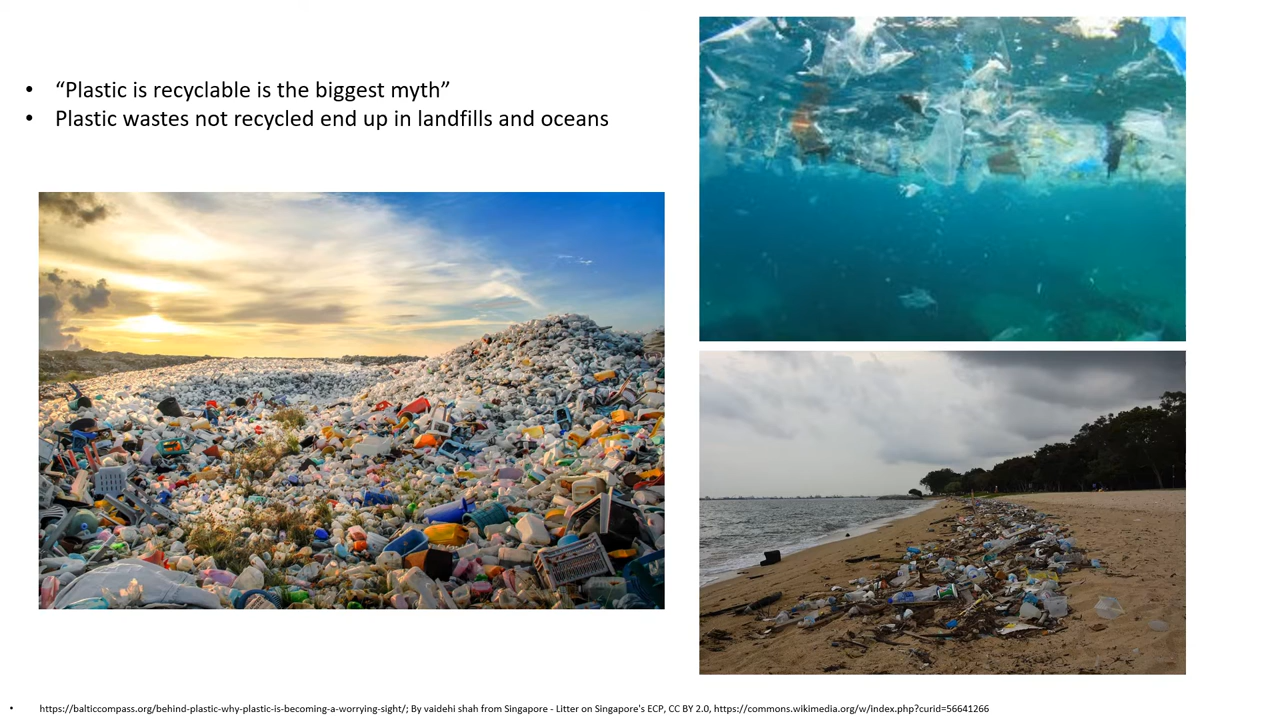 • “Plastic is recyclable is the biggest myth”
• Plastic wastes not recycled end up in landfills and oceans
• https://balticcompass.org/behind-plastic-why-plastic-is-becoming-a-worrying-sight/; By vaidehi shah from Singapore - Litter on Singapore's ECP, CC BY 2.0, https://commons.wikimedia.org/w/index.php?curid=56641266